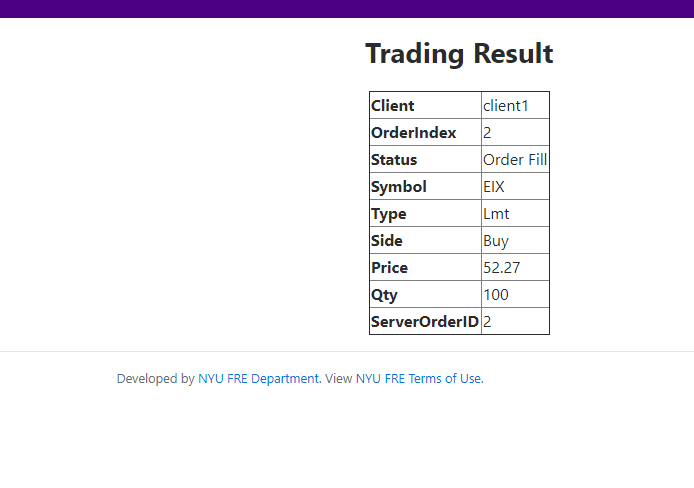 Trading Result
Client client1
OrderIndex 2
Status Order Fill
Symbol EIX
Type Lmt
Side Buy
Price 52.27
Qty 100
ServerOrderID 2
Developed by NYU FRE Department. View NYU FRE Terms of Use.